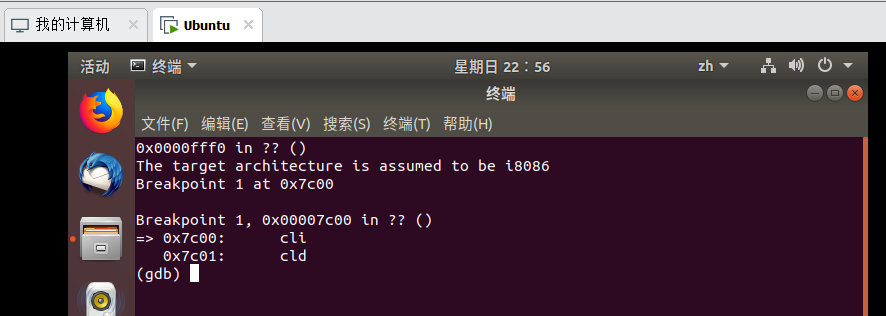 我的计算机 Ubuntu
活动 终端 星期日 22：56 zh
终端
文件(F) 编辑(E) 查看(V) 搜索(S) 终端(T) 帮助(H)
0x0000fff0 in ?? ()
The target architecture is assumed to be i8086
Breakpoint 1 at 0x7c00
Breakpoint 1, 0x00007c00 in ?? ()
=> 0x7c00:      cli
   0x7c01:      cld
(gdb)